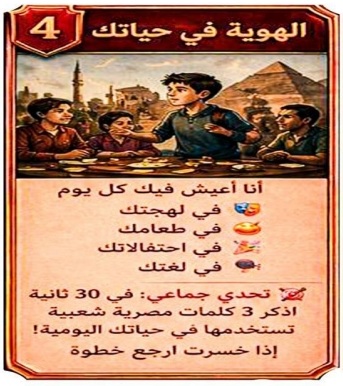 4
الهوية في حياتك
أنا أعيش فيك كل يوم
🎭 في لهجتك
🍲 في طعامك
🎉 في احتفالاتك
🗣️ في لغتك
🎯 تحدي جماعي: في 30 ثانية
اذكر 3 كلمات مصرية شعبية
تستخدمها في حياتك اليومية!
إذا خسرت ارجع خطوة